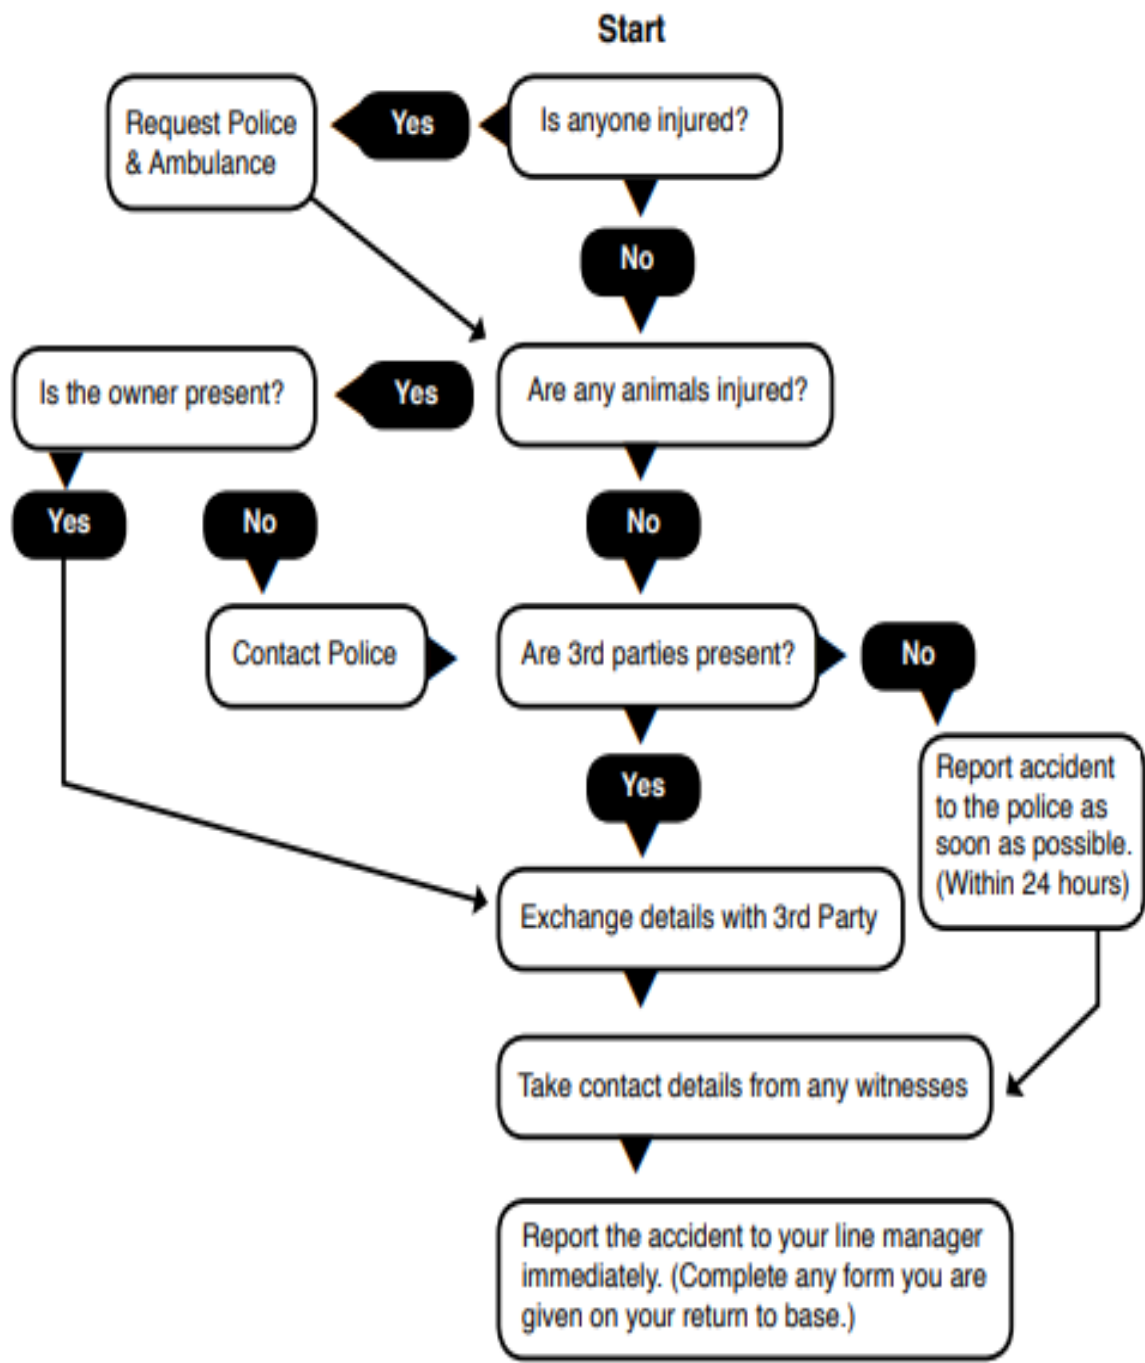 Start
Is anyone injured?
Yes
Request Police
& Ambulance
No
Are any animals injured?
Yes
Is the owner present?
Yes
No
No
Contact Police
Are 3rd parties present?
No
Yes
Report accident
to the police as
soon as possible.
(Within 24 hours)
Exchange details with 3rd Party
Take contact details from any witnesses
Report the accident to your line manager
immediately. (Complete any form you are
given on your return to base.)